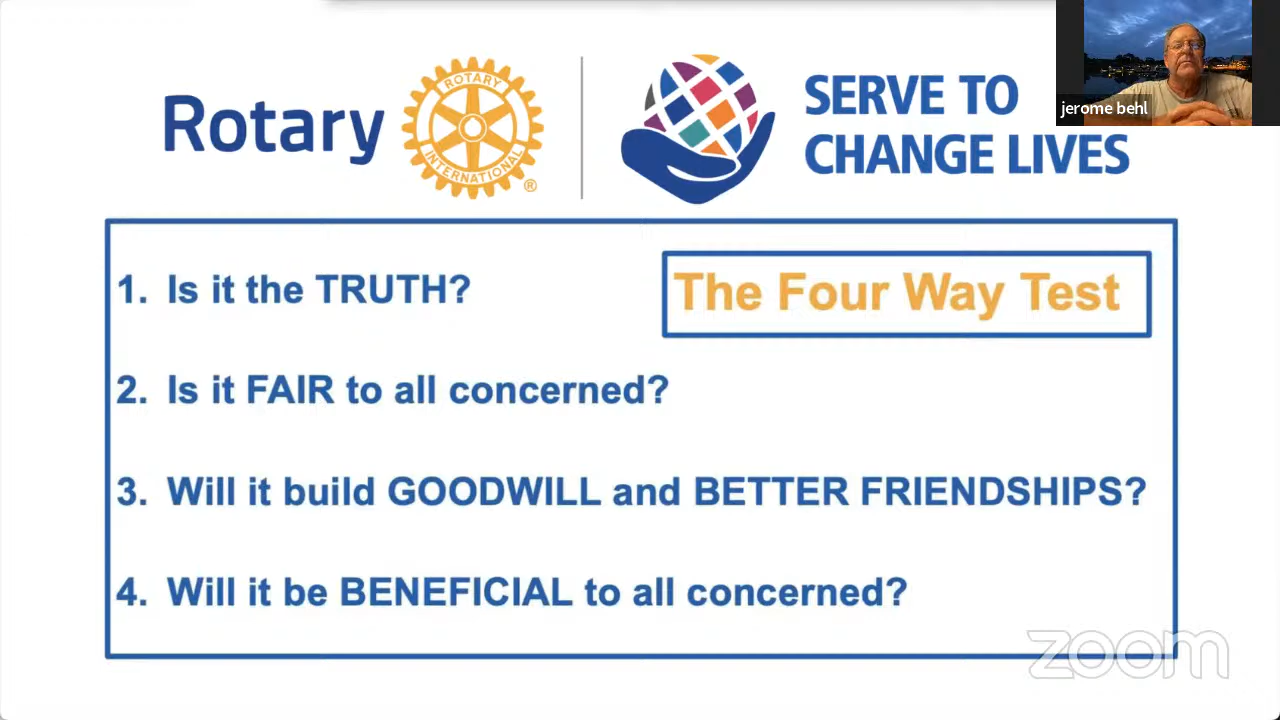 Rotary
ROTARY
INTERNATIONAL
®
SERVE TO
CHANGE LIVES
jerome behl
The Four Way Test
1. Is it the TRUTH?
2. Is it FAIR to all concerned?
3. Will it build GOODWILL and BETTER FRIENDSHIPS?
4. Will it be BENEFICIAL to all concerned?
zoom